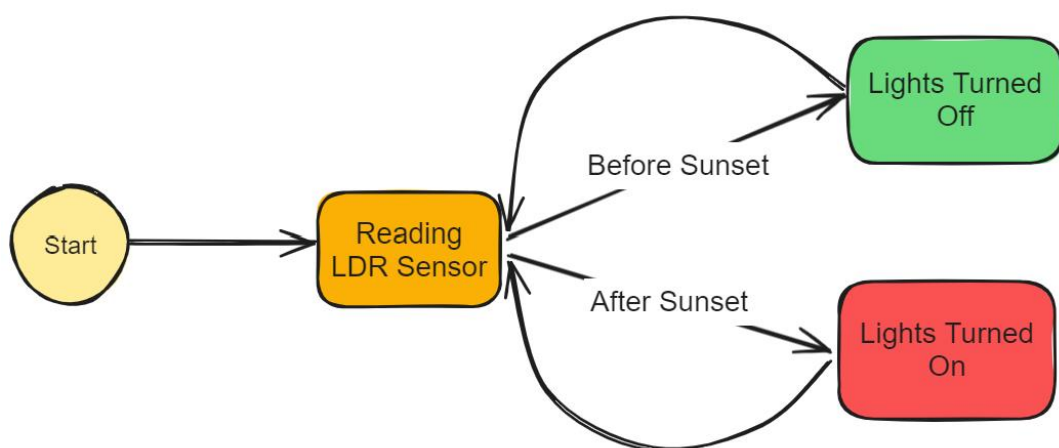 Start
Reading
LDR Sensor
Before Sunset
After Sunset
Lights Turned
Off
Lights Turned
On